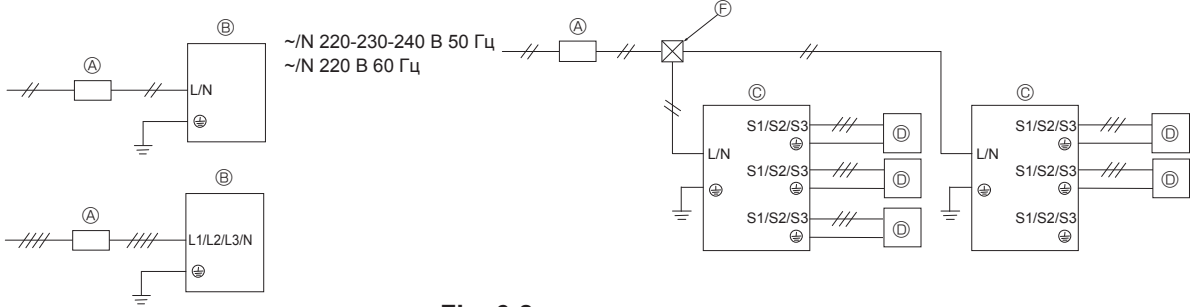 Ⓑ
Ⓐ
L/N
~/N 220-230-240 В 50 Гц
~/N 220 В 60 Гц
Ⓑ
Ⓐ
L1/L2/L3/N
Ⓕ
Ⓐ
Ⓒ
L/N
S1/S2/S3
Ⓓ
S1/S2/S3
Ⓓ
S1/S2/S3
Ⓓ
Ⓒ
L/N
S1/S2/S3
Ⓓ
S1/S2/S3
Ⓓ
S1/S2/S3